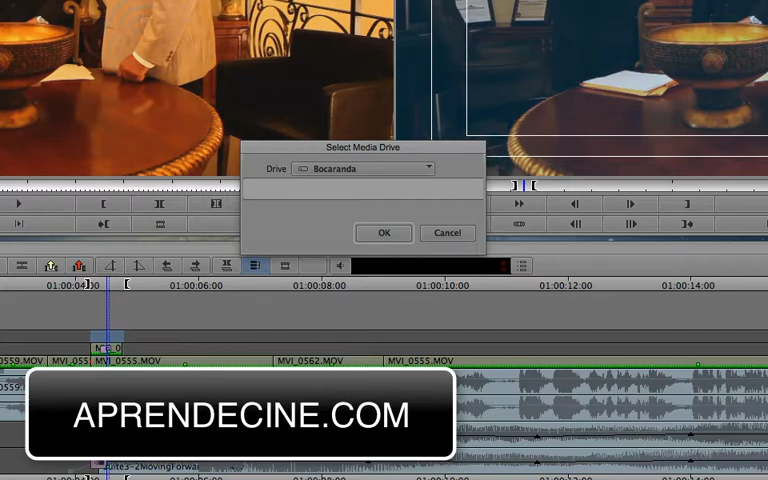 Select Media Drive
Drive Bocaranda
OK Cancel
01:00:04:00 01:00:06:00 01:00:08:00 01:00:10:00 01:00:12:00 01:00:14:00
0559.MOV MVI_055 MVI_0555.MOV MVI_0562.MOV MVI_0555.MOV
APRENDECINE.COM